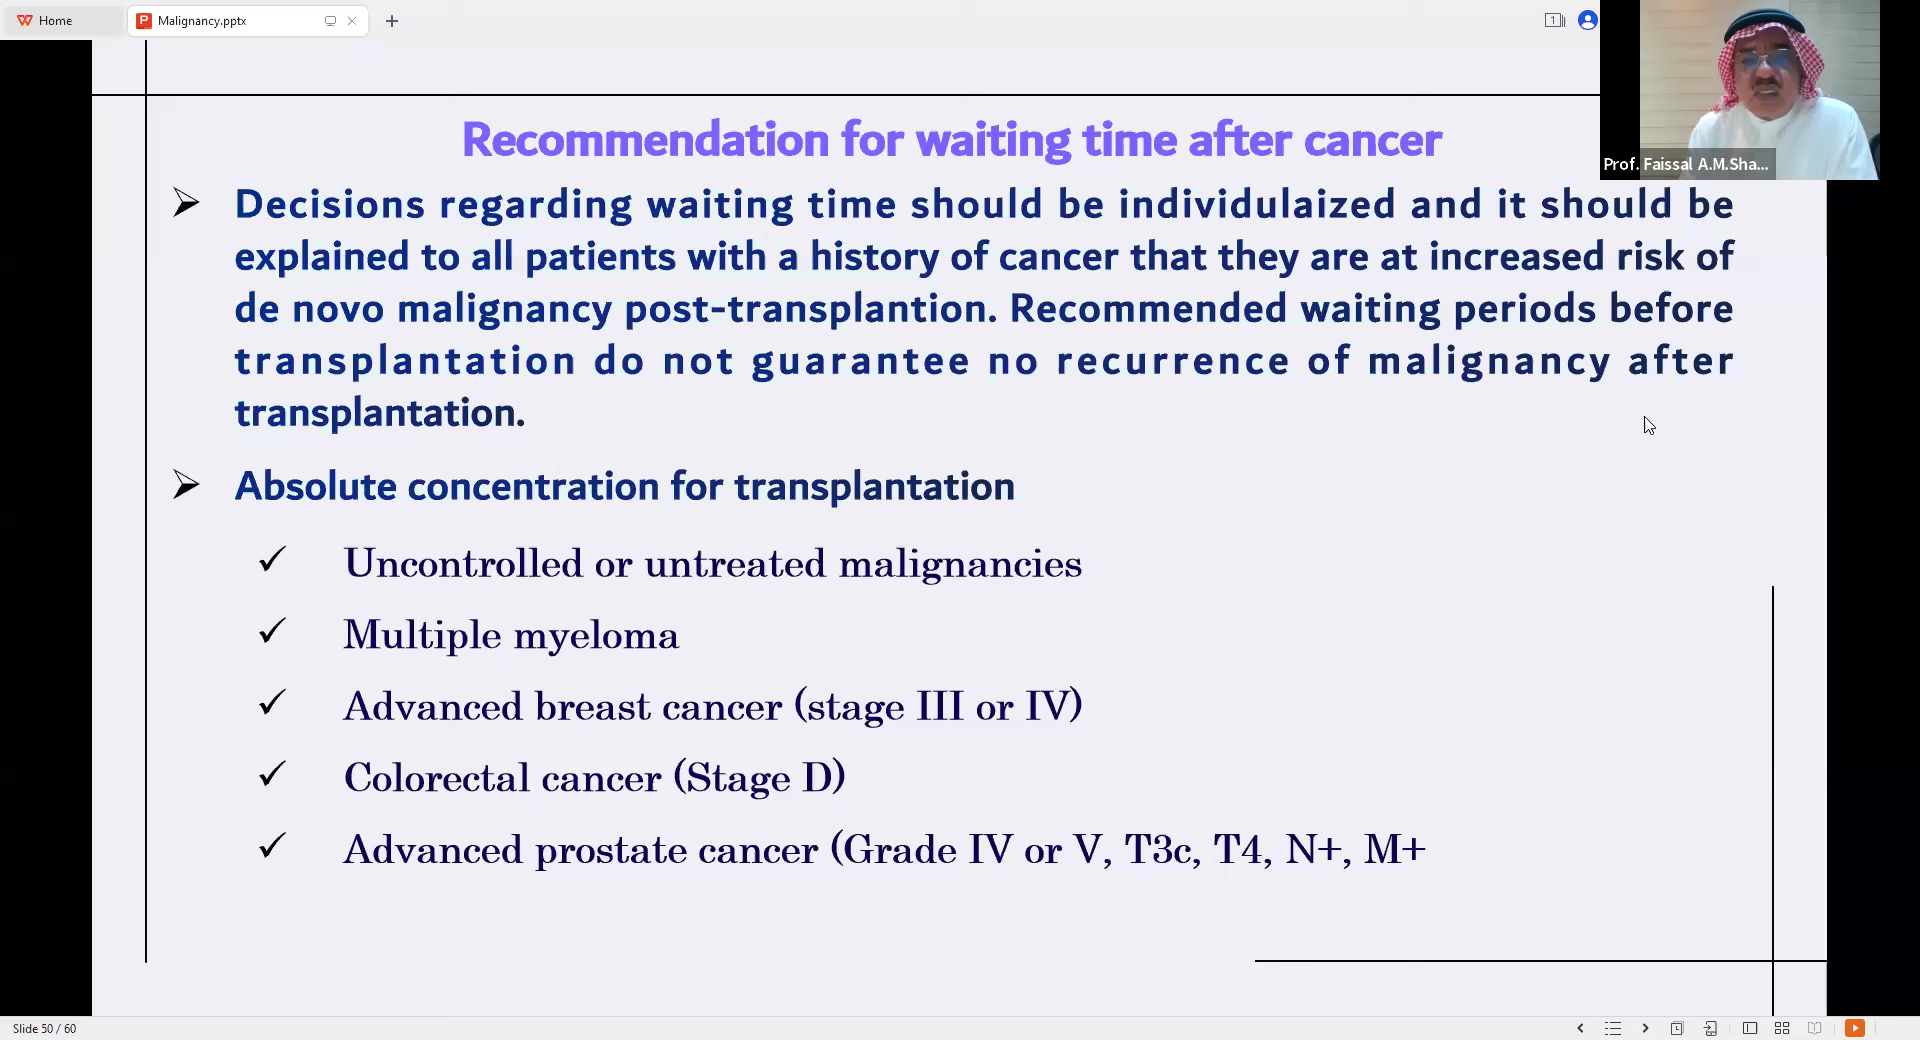 Home
Malignancy.pptx
1
Recommendation for waiting time after cancer
Prof. Faissal A.M.Sha...
Decisions regarding waiting time should be individulaized and it should be
explained to all patients with a history of cancer that they are at increased risk of
de novo malignancy post-transplantion. Recommended waiting periods before
transplantation do not guarantee no recurrence of malignancy after
transplantation.
Absolute concentration for transplantation
Uncontrolled or untreated malignancies
Multiple myeloma
Advanced breast cancer (stage III or IV)
Colorectal cancer (Stage D)
Advanced prostate cancer (Grade IV or V, T3c, T4, N+, M+
Slide 50 / 60